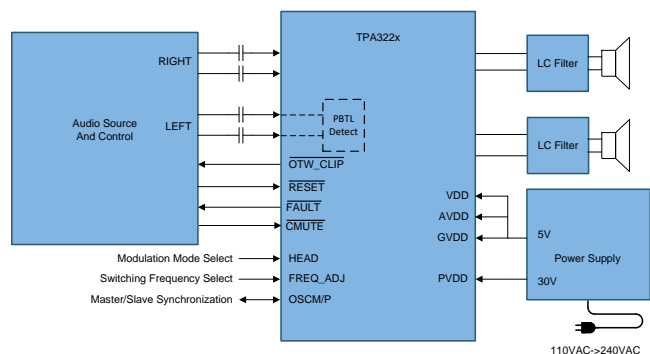 TPA322x
RIGHT
LEFT
Audio Source
And Control
PBTL
Detect
OTW_CLIP
RESET
FAULT
CMUTE
Modulation Mode Select
HEAD
Switching Frequency Select
FREQ_ADJ
Master/Slave Synchronization
OSCM/P
LC Filter
LC Filter
VDD
AVDD
GVDD
PVDD
5V
Power Supply
30V
110VAC->240VAC